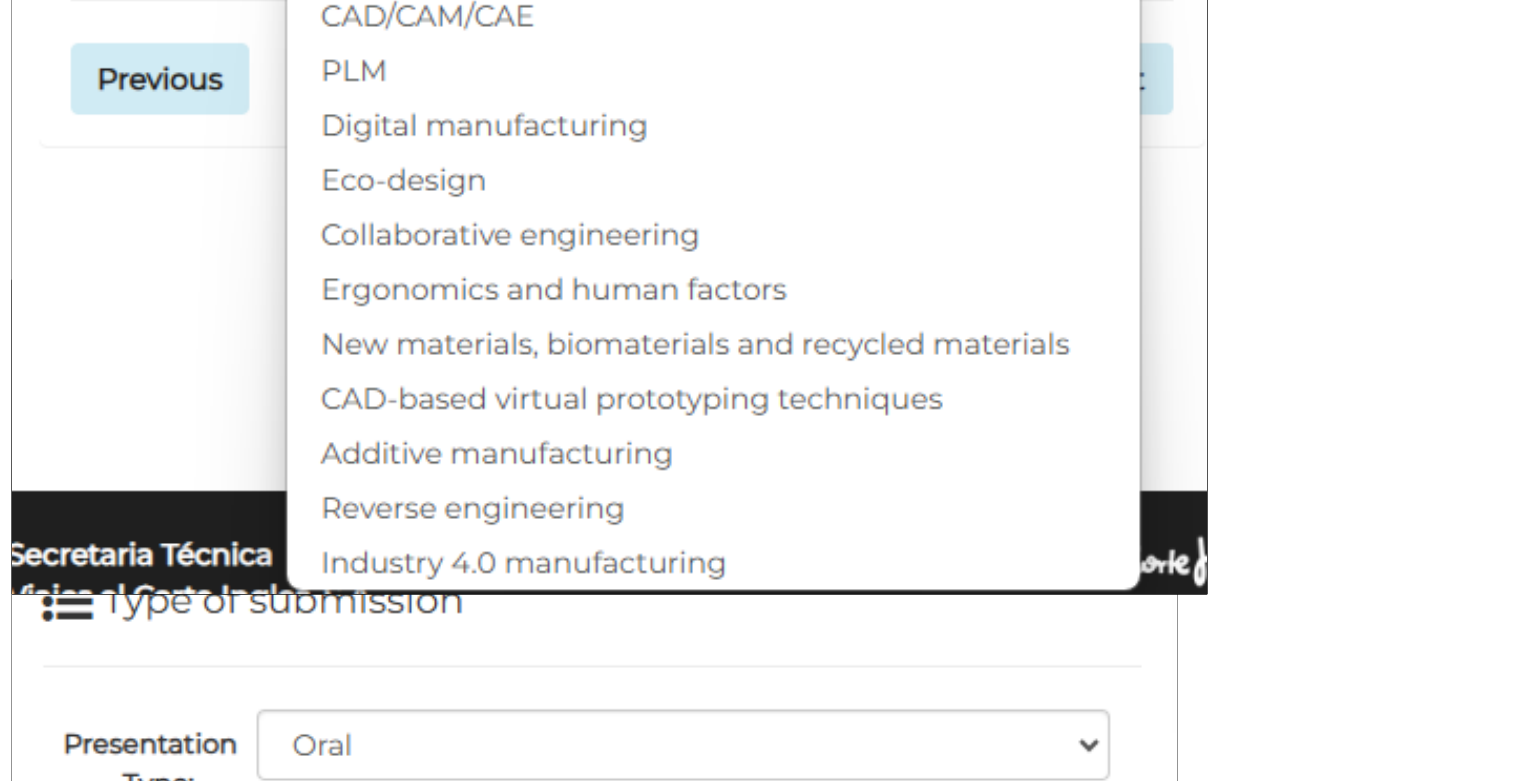 CAD/CAM/CAE
PLM
Previous
Digital manufacturing
Eco-design
Collaborative engineering
Ergonomics and human factors
New materials, biomaterials and recycled materials
CAD-based virtual prototyping techniques
Additive manufacturing
Reverse engineering
Secretaria Técnica
Industry 4.0 manufacturing
Type of submission
Presentation
Type:
Oral